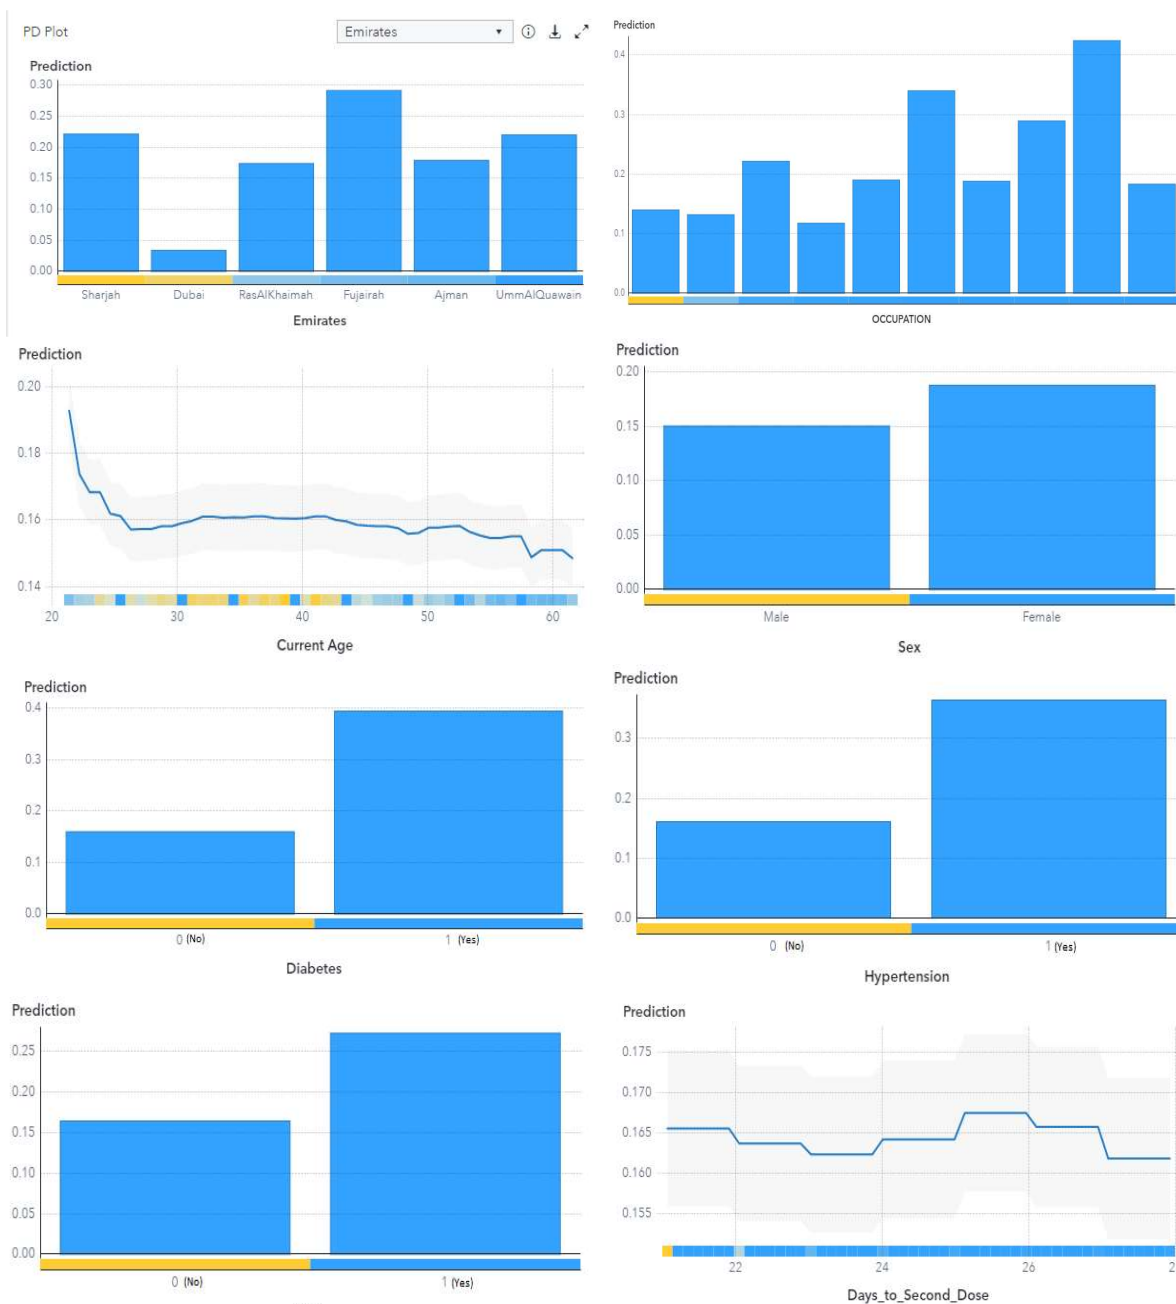 PD Plot
Emirates
Prediction
0.30
0.25
0.20
0.15
0.10
0.05
0.00
Sharjah Dubai RasAlKhaimah Fujairah Ajman UmmAlQuawain
Emirates
Prediction
0.4
0.3
0.2
0.1
0.0
OCCUPATION
Prediction
0.20
0.18
0.16
0.14
20 30 40 50 60
Current Age
Prediction
0.20
0.15
0.10
0.05
0.00
Male Female
Sex
Prediction
0.4
0.3
0.2
0.1
0.0
0 (No) 1 (Yes)
Diabetes
Prediction
0.3
0.2
0.1
0.0
0 (No) 1 (Yes)
Hypertension
Prediction
0.25
0.20
0.15
0.10
0.05
0.00
0 (No) 1 (Yes)
Prediction
0.175
0.170
0.165
0.160
0.155
22 24 26
Days_to_Second_Dose